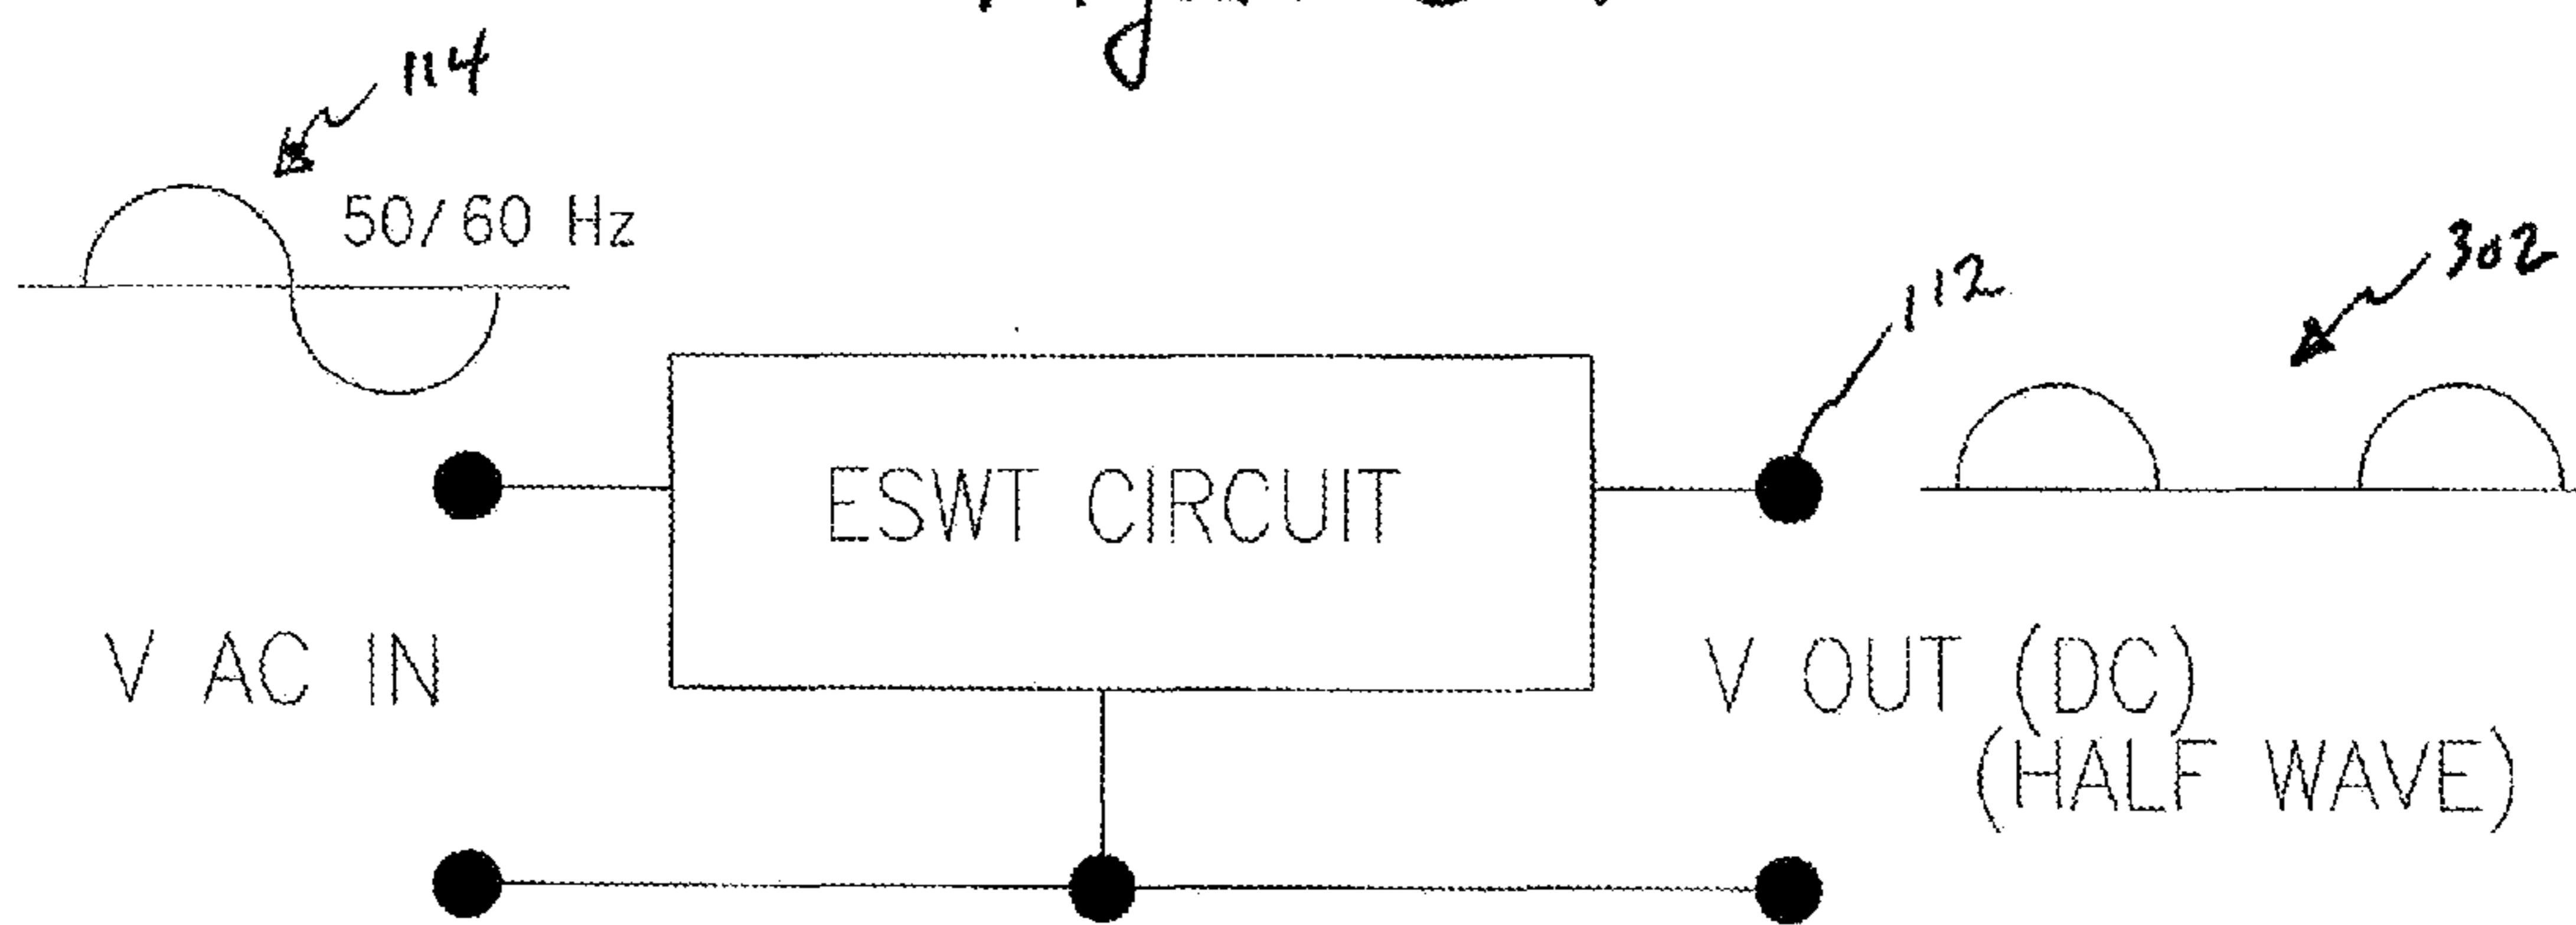 114
50/60 Hz
302
112
ESWT CIRCUIT
V AC IN
V OUT (DC)
(HALF WAVE)